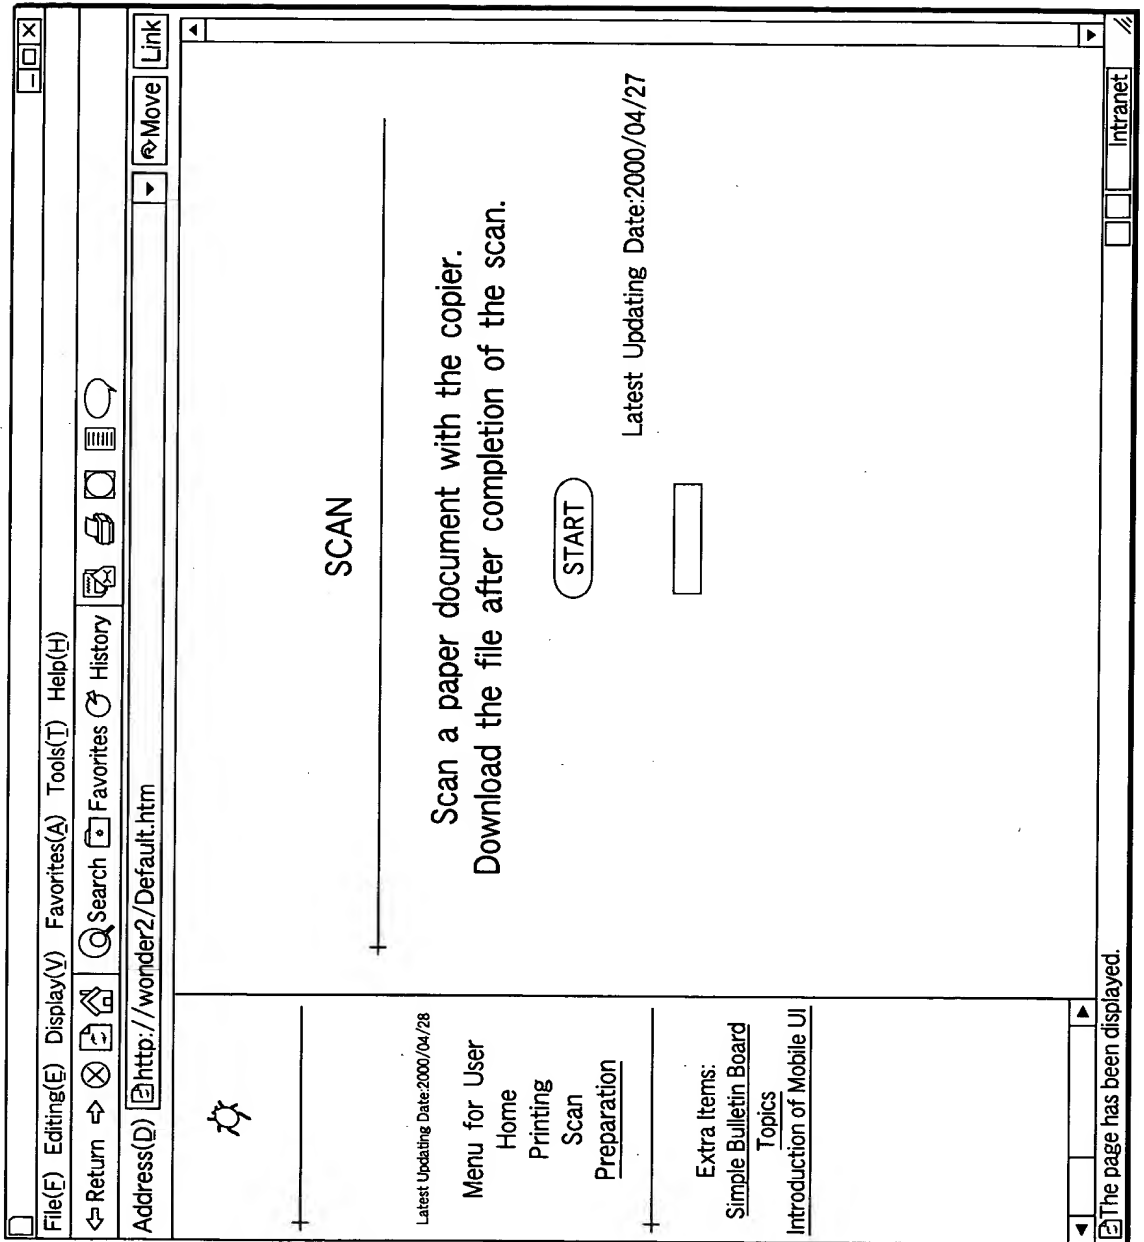 File(F) Editing(E) Display(V) Favorites(A) Tools(T) Help(H)
Return Search Favorites History
Address(D) http://wonder2/Default.htm Move Link
Latest Updating Date:2000/04/28
Menu for User
Home
Printing
Scan
Preparation
Extra Items:
Simple Bulletin Board
Topics
Introduction of Mobile UI
SCAN
Scan a paper document with the copier.
Download the file after completion of the scan.
START
Latest Updating Date:2000/04/27
The page has been displayed. Intranet